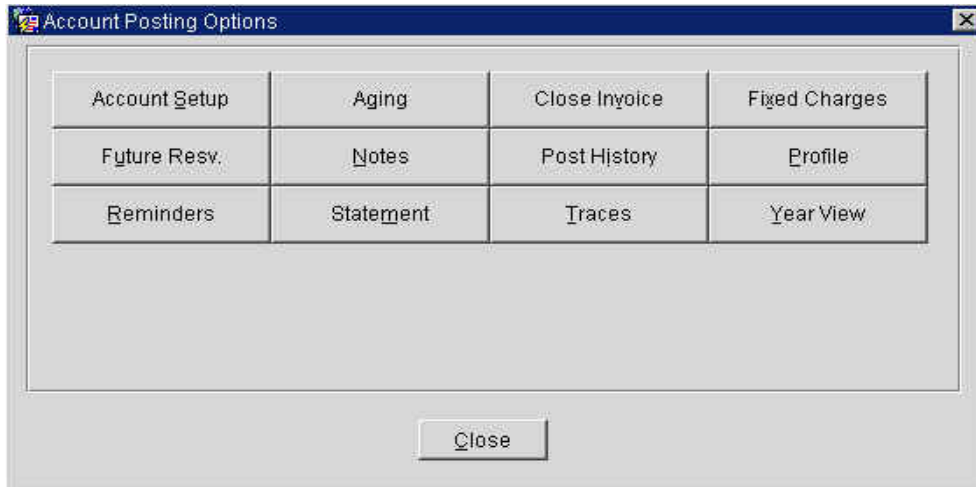 Account Posting Options
Account Setup Aging Close Invoice Fixed Charges
Future Resv. Notes Post History Profile
Reminders Statement Traces Year View
Close